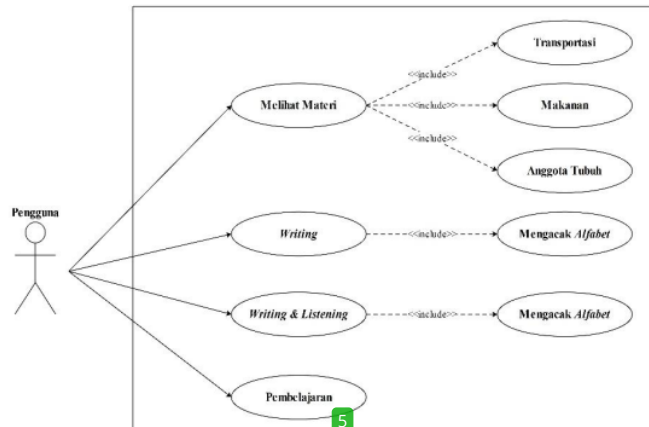 Transportasi
<<include>>
Melihat Materi
<<include>>
Makanan
<<include>>
Anggota Tubuh
Pengguna
Writing
<<include>>
Mengacak Alfabet
Writing & Listening
<<include>>
Mengacak Alfabet
Pembelajaran
5